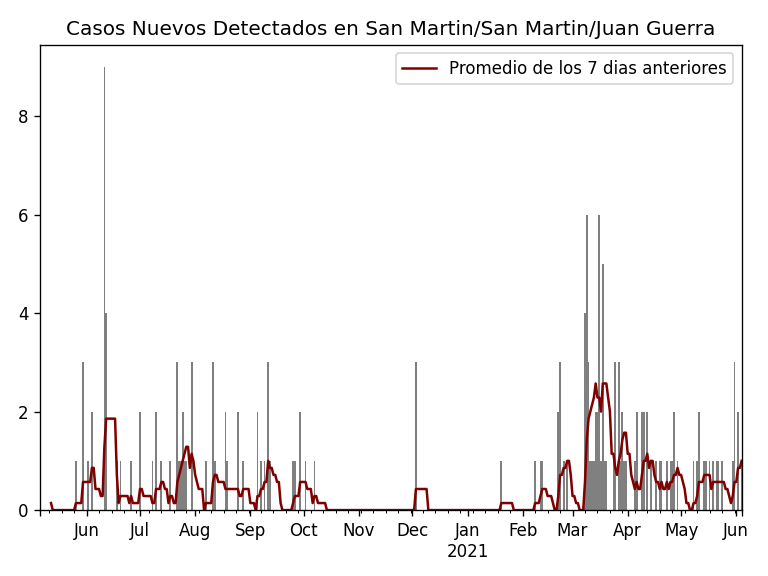 Casos Nuevos Detectados en San Martin/San Martin/Juan Guerra
Promedio de los 7 dias anteriores
8
6
4
2
0
Jun Jul Aug Sep Oct Nov Dec Jan Feb Mar Apr May Jun
2021